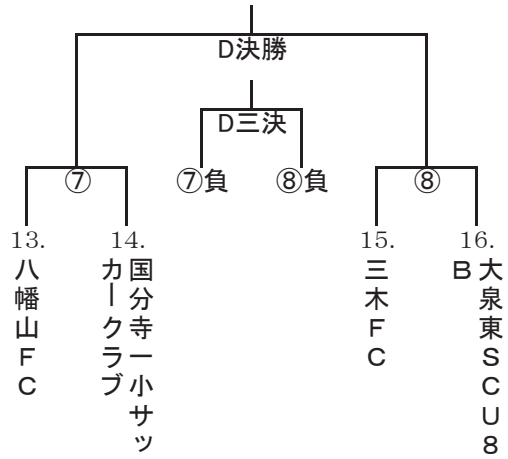 D決勝
D三決
⑦
⑦負
⑧負
⑧
13.
14.
15.
16.
八幡山FC
国分寺一小サッ
カークラブ
三木FC
大泉東SCU8
B